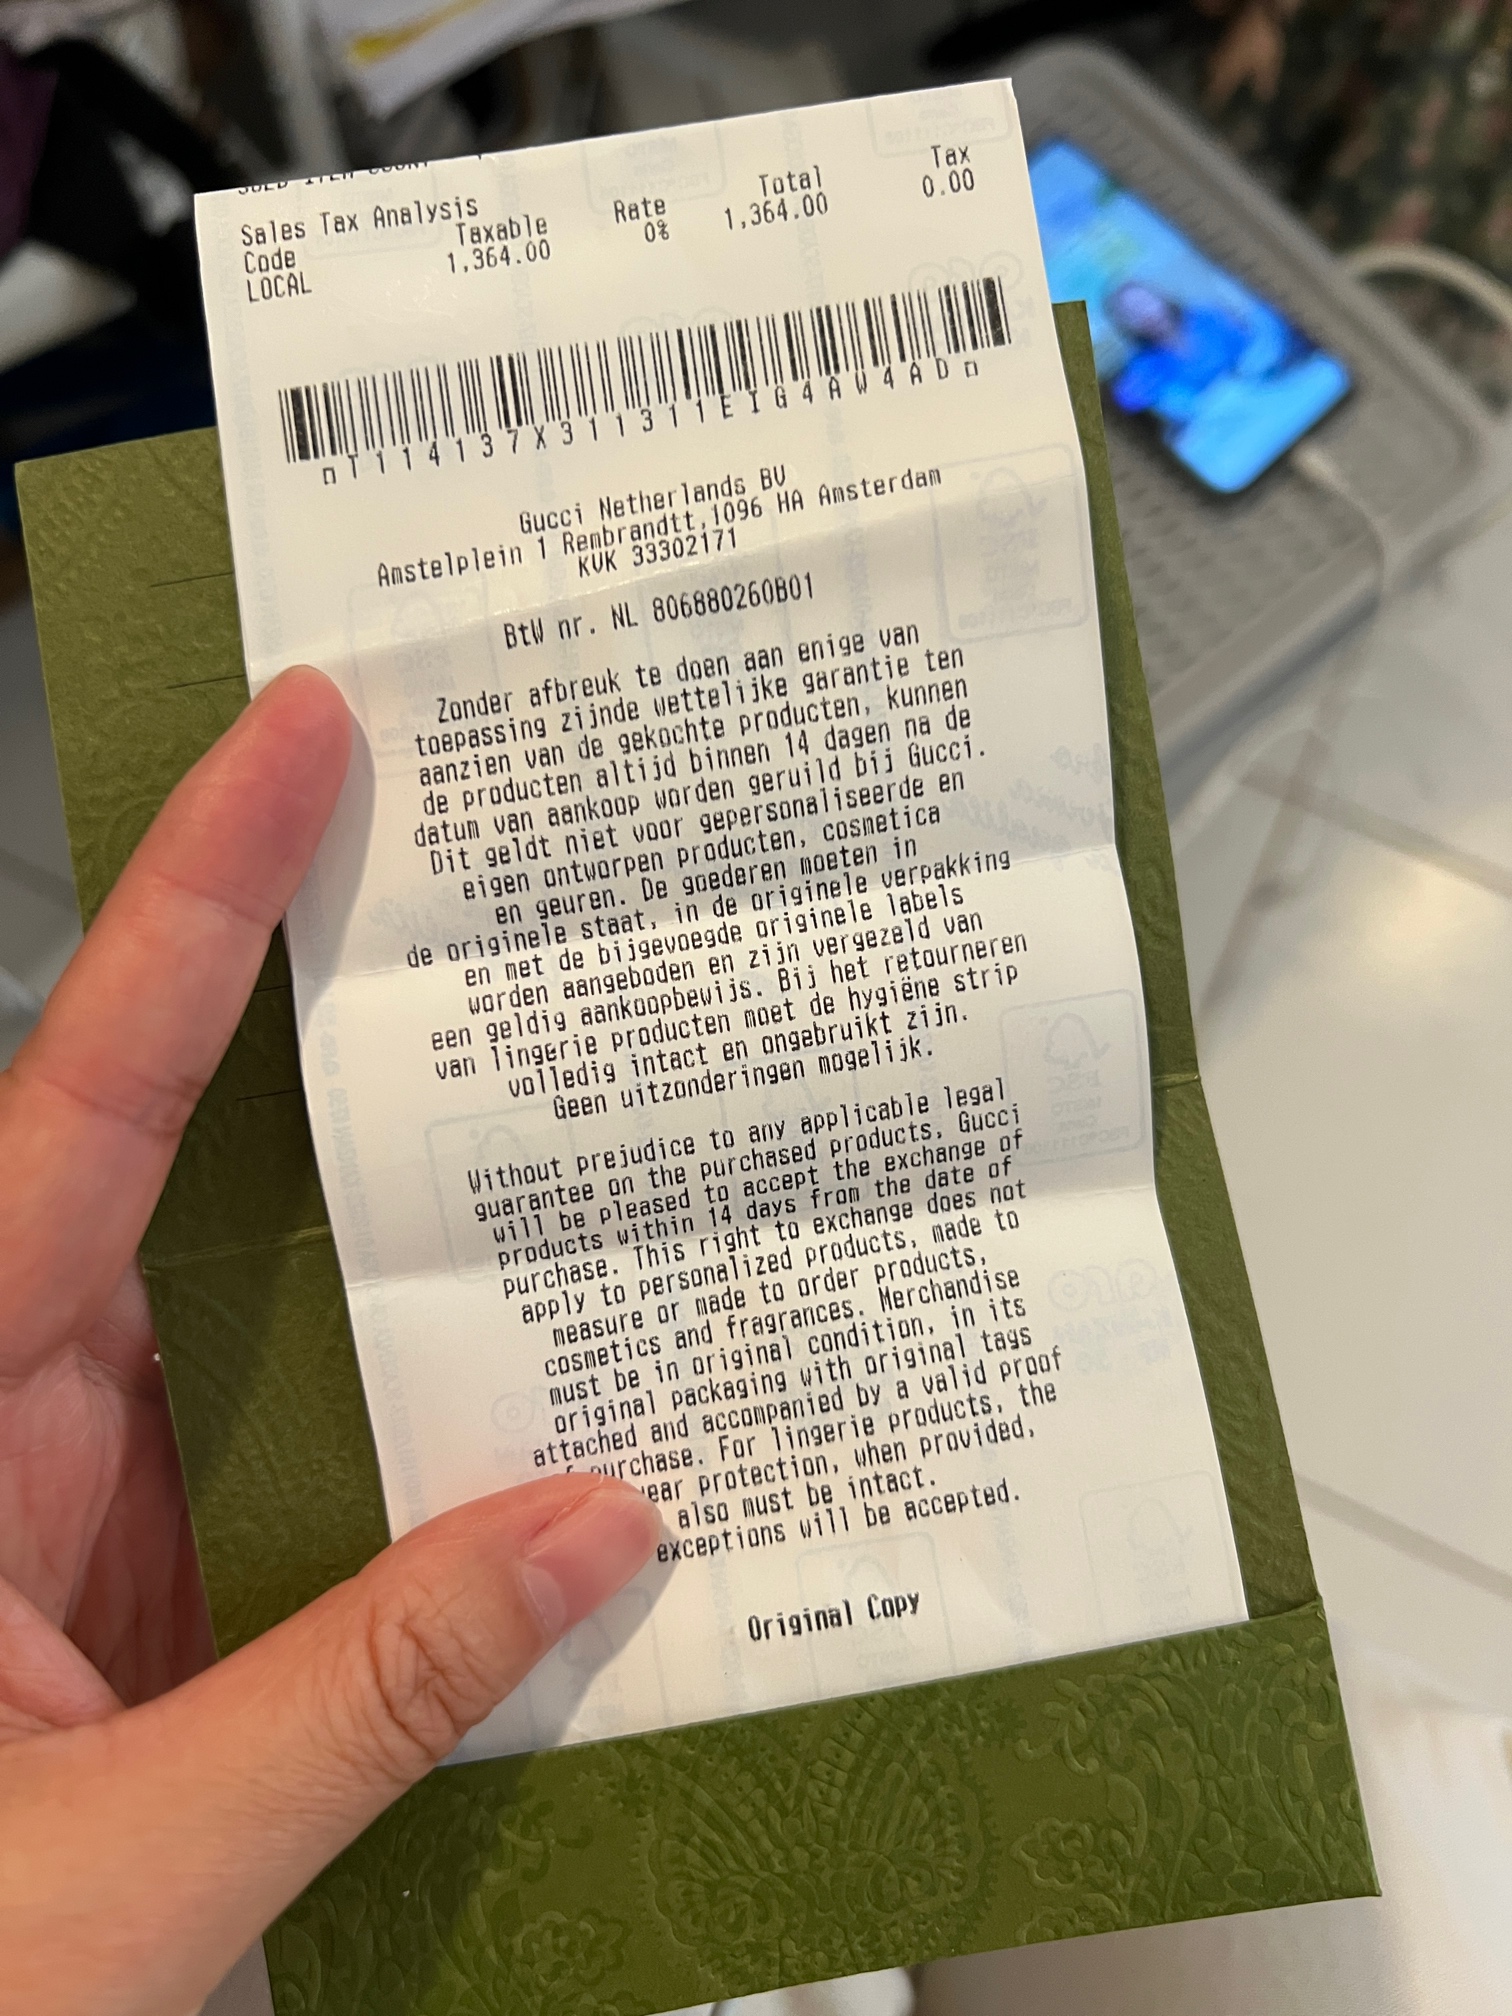 SOLD ITEM COUNT
Sales Tax Analysis
Code Taxable Rate Total Tax
LOCAL 1,364.00 0% 1,364.00 0.00
T114137X311311EIG4AW4AD
Gucci Netherlands BV
Amstelplein 1 Rembrandtt,1096 HA Amsterdam
KVK 33302171
BtW nr. NL 806880260B01
Zonder afbreuk te doen aan enige van
toepassing zijnde wettelijke garantie ten
aanzien van de gekochte producten, kunnen
de producten altijd binnen 14 dagen na de
datum van aankoop worden geruild bij Gucci.
Dit geldt niet voor gepersonaliseerde en
eigen ontworpen producten, cosmetica
en geuren. De goederen moeten in
de originele staat, in de originele verpakking
en met de bijgevoegde originele labels
worden aangeboden en zijn vergezeld van
een geldig aankoopbewijs. Bij het retourneren
van lingerie producten moet de hygiëne strip
volledig intact en ongebruikt zijn.
Geen uitzonderingen mogelijk.
Without prejudice to any applicable legal
guarantee on the purchased products, Gucci
will be pleased to accept the exchange of
products within 14 days from the date of
purchase. This right to exchange does not
apply to personalized products, made to
measure or made to order products,
cosmetics and fragrances. Merchandise
must be in original condition, in its
original packaging with original tags
attached and accompanied by a valid proof
purchase. For lingerie products, the
protection, when provided,
also must be intact.
exceptions will be accepted.
Original Copy